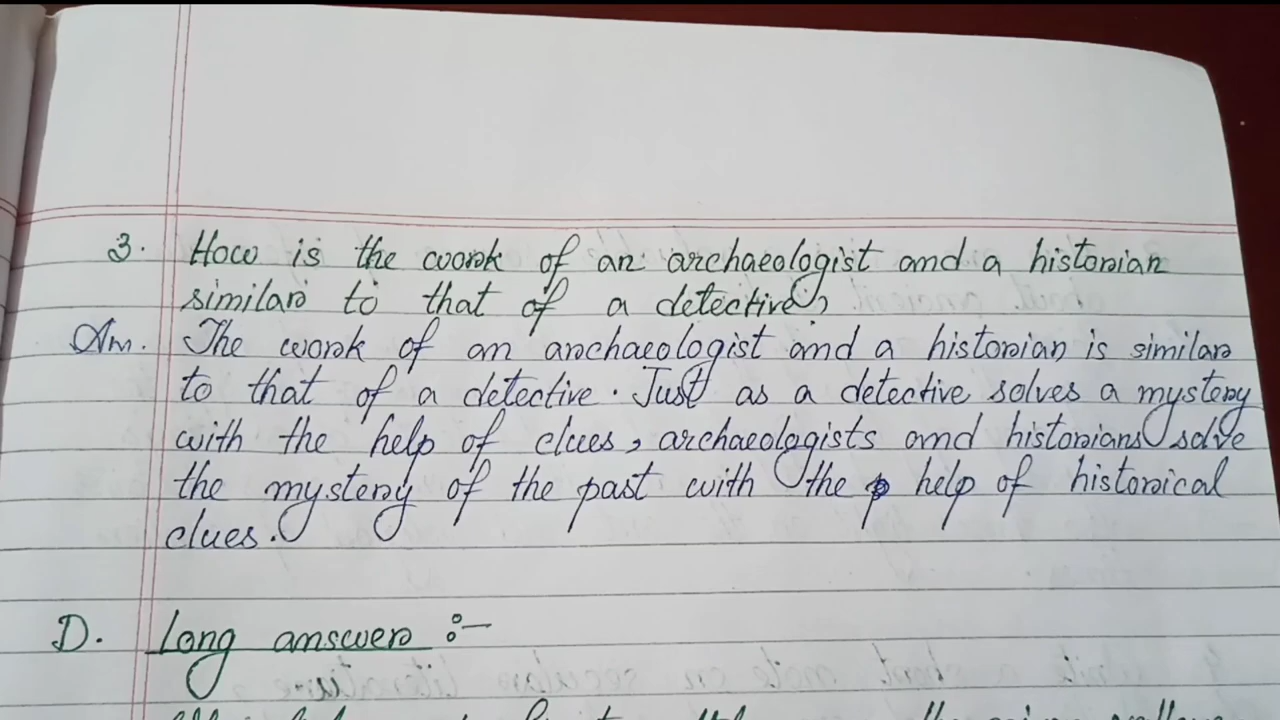 3. How is the work of an archaeologist and a historian
similar to that of a detective?
Ans. The work of an archaeologist and a historian is similar
to that of a detective. Just as a detective solves a mystery
with the help of clues, archaeologists and historians solve
the mystery of the past with the help of historical
clues.
D. Long answer :-